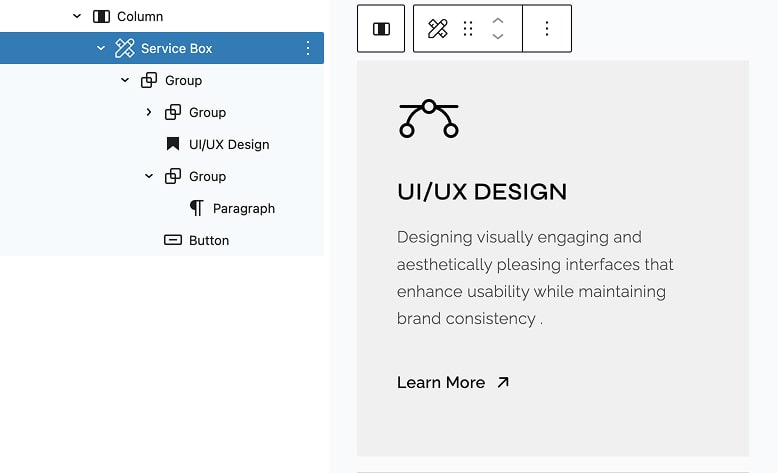 Column
Service Box
Group
Group
UI/UX Design
Group
Paragraph
Button
UI/UX DESIGN
Designing visually engaging and
aesthetically pleasing interfaces that
enhance usability while maintaining
brand consistency .
Learn More